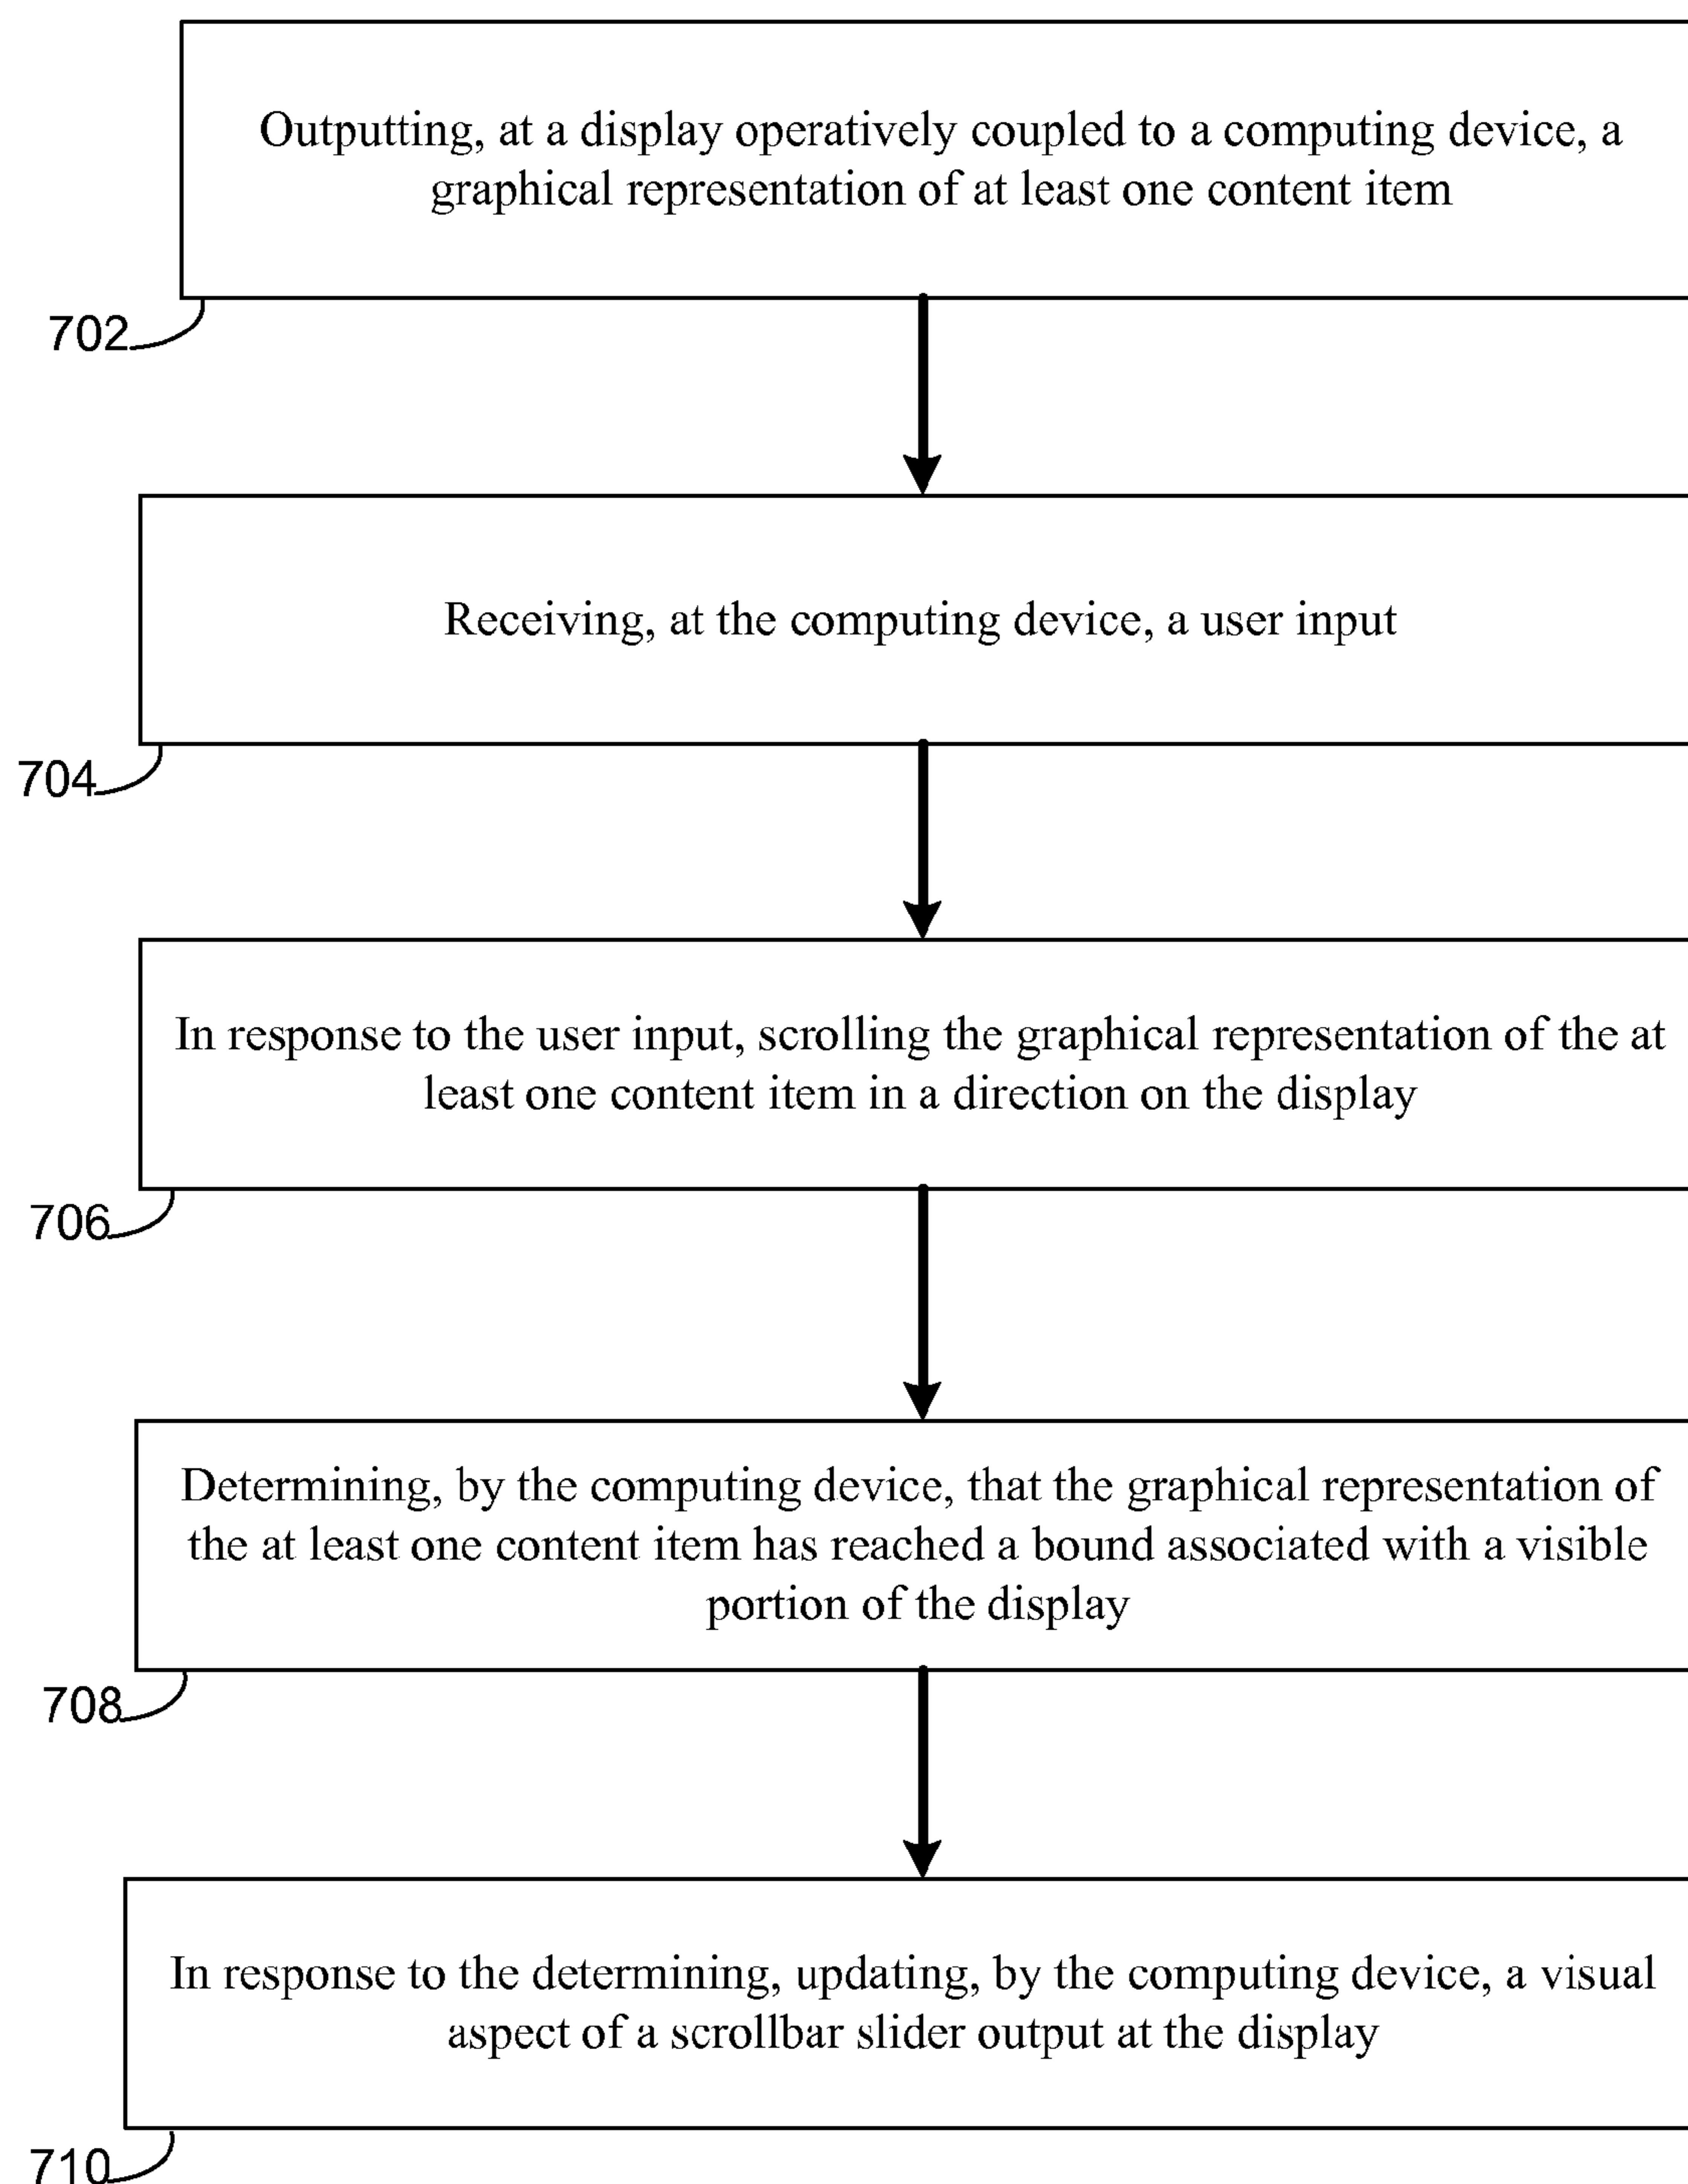 Outputting, at a display operatively coupled to a computing device, a
graphical representation of at least one content item
702
Receiving, at the computing device, a user input
704
In response to the user input, scrolling the graphical representation of the at
least one content item in a direction on the display
706
Determining, by the computing device, that the graphical representation of
the at least one content item has reached a bound associated with a visible
portion of the display
708
In response to the determining, updating, by the computing device, a visual
aspect of a scrollbar slider output at the display
710